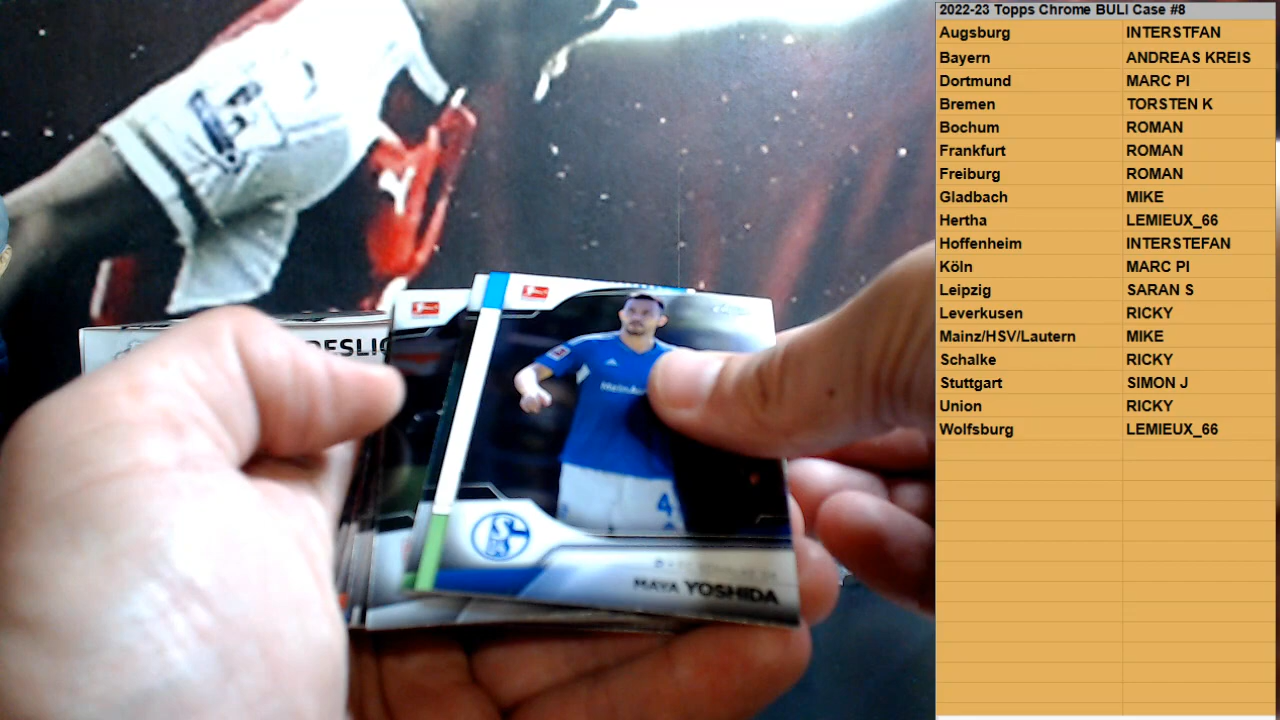 2022-23 Topps Chrome BULI Case #8
Augsburg INTERSTFAN
Bayern ANDREAS KREIS
Dortmund MARC PI
Bremen TORSTEN K
Bochum ROMAN
Frankfurt ROMAN
Freiburg ROMAN
Gladbach MIKE
Hertha LEMIEUX_66
Hoffenheim INTERSTEFAN
Köln MARC PI
Leipzig SARAN S
Leverkusen RICKY
Mainz/HSV/Lautern MIKE
Schalke RICKY
Stuttgart SIMON J
Union RICKY
Wolfsburg LEMIEUX_66
4
MAYA YOSHIDA